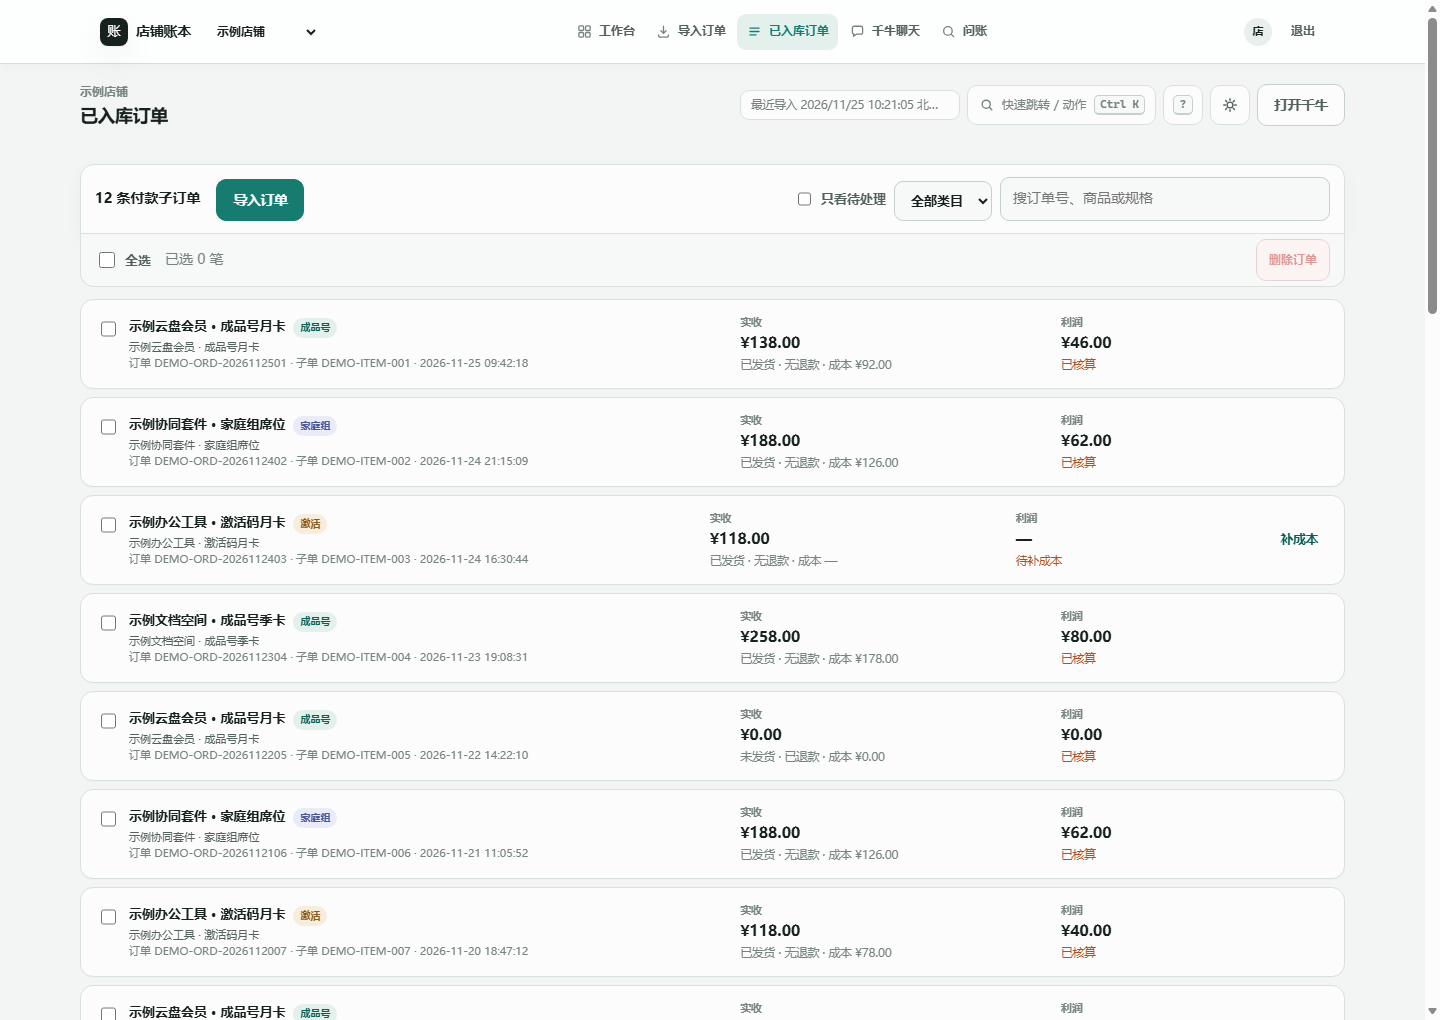 账 店铺账本 示例店铺 工作台 导入订单 已入库订单 千牛聊天 问账 店 退出
示例店铺
已入库订单
最近导入 2026/11/25 10:21:05 北... 快速跳转 / 动作 Ctrl K ? 打开千牛
12 条付款子订单 导入订单 只看待处理 全部类目 搜订单号、商品或规格
全选 已选 0 笔 删除订单
示例云盘会员 • 成品号月卡 成品号
示例云盘会员 · 成品号月卡
订单 DEMO-ORD-2026112501 · 子单 DEMO-ITEM-001 · 2026-11-25 09:42:18
实收
¥138.00
已发货 · 无退款 · 成本 ¥92.00
利润
¥46.00
已核算
示例协同套件 • 家庭组席位 家庭组
示例协同套件 · 家庭组席位
订单 DEMO-ORD-2026112402 · 子单 DEMO-ITEM-002 · 2026-11-24 21:15:09
实收
¥188.00
已发货 · 无退款 · 成本 ¥126.00
利润
¥62.00
已核算
示例办公工具 • 激活码月卡 激活
示例办公工具 · 激活码月卡
订单 DEMO-ORD-2026112403 · 子单 DEMO-ITEM-003 · 2026-11-24 16:30:44
实收
¥118.00
已发货 · 无退款 · 成本 —
利润
—
待补成本
补成本
示例文档空间 • 成品号季卡 成品号
示例文档空间 · 成品号季卡
订单 DEMO-ORD-2026112304 · 子单 DEMO-ITEM-004 · 2026-11-23 19:08:31
实收
¥258.00
已发货 · 无退款 · 成本 ¥178.00
利润
¥80.00
已核算
示例云盘会员 • 成品号月卡 成品号
示例云盘会员 · 成品号月卡
订单 DEMO-ORD-2026112205 · 子单 DEMO-ITEM-005 · 2026-11-22 14:22:10
实收
¥0.00
未发货 · 已退款 · 成本 ¥0.00
利润
¥0.00
已核算
示例协同套件 • 家庭组席位 家庭组
示例协同套件 · 家庭组席位
订单 DEMO-ORD-2026112106 · 子单 DEMO-ITEM-006 · 2026-11-21 11:05:52
实收
¥188.00
已发货 · 无退款 · 成本 ¥126.00
利润
¥62.00
已核算
示例办公工具 • 激活码月卡 激活
示例办公工具 · 激活码月卡
订单 DEMO-ORD-2026112007 · 子单 DEMO-ITEM-007 · 2026-11-20 18:47:12
实收
¥118.00
已发货 · 无退款 · 成本 ¥78.00
利润
¥40.00
已核算
示例云盘会员 • 成品号月卡 成品号
实收
利润